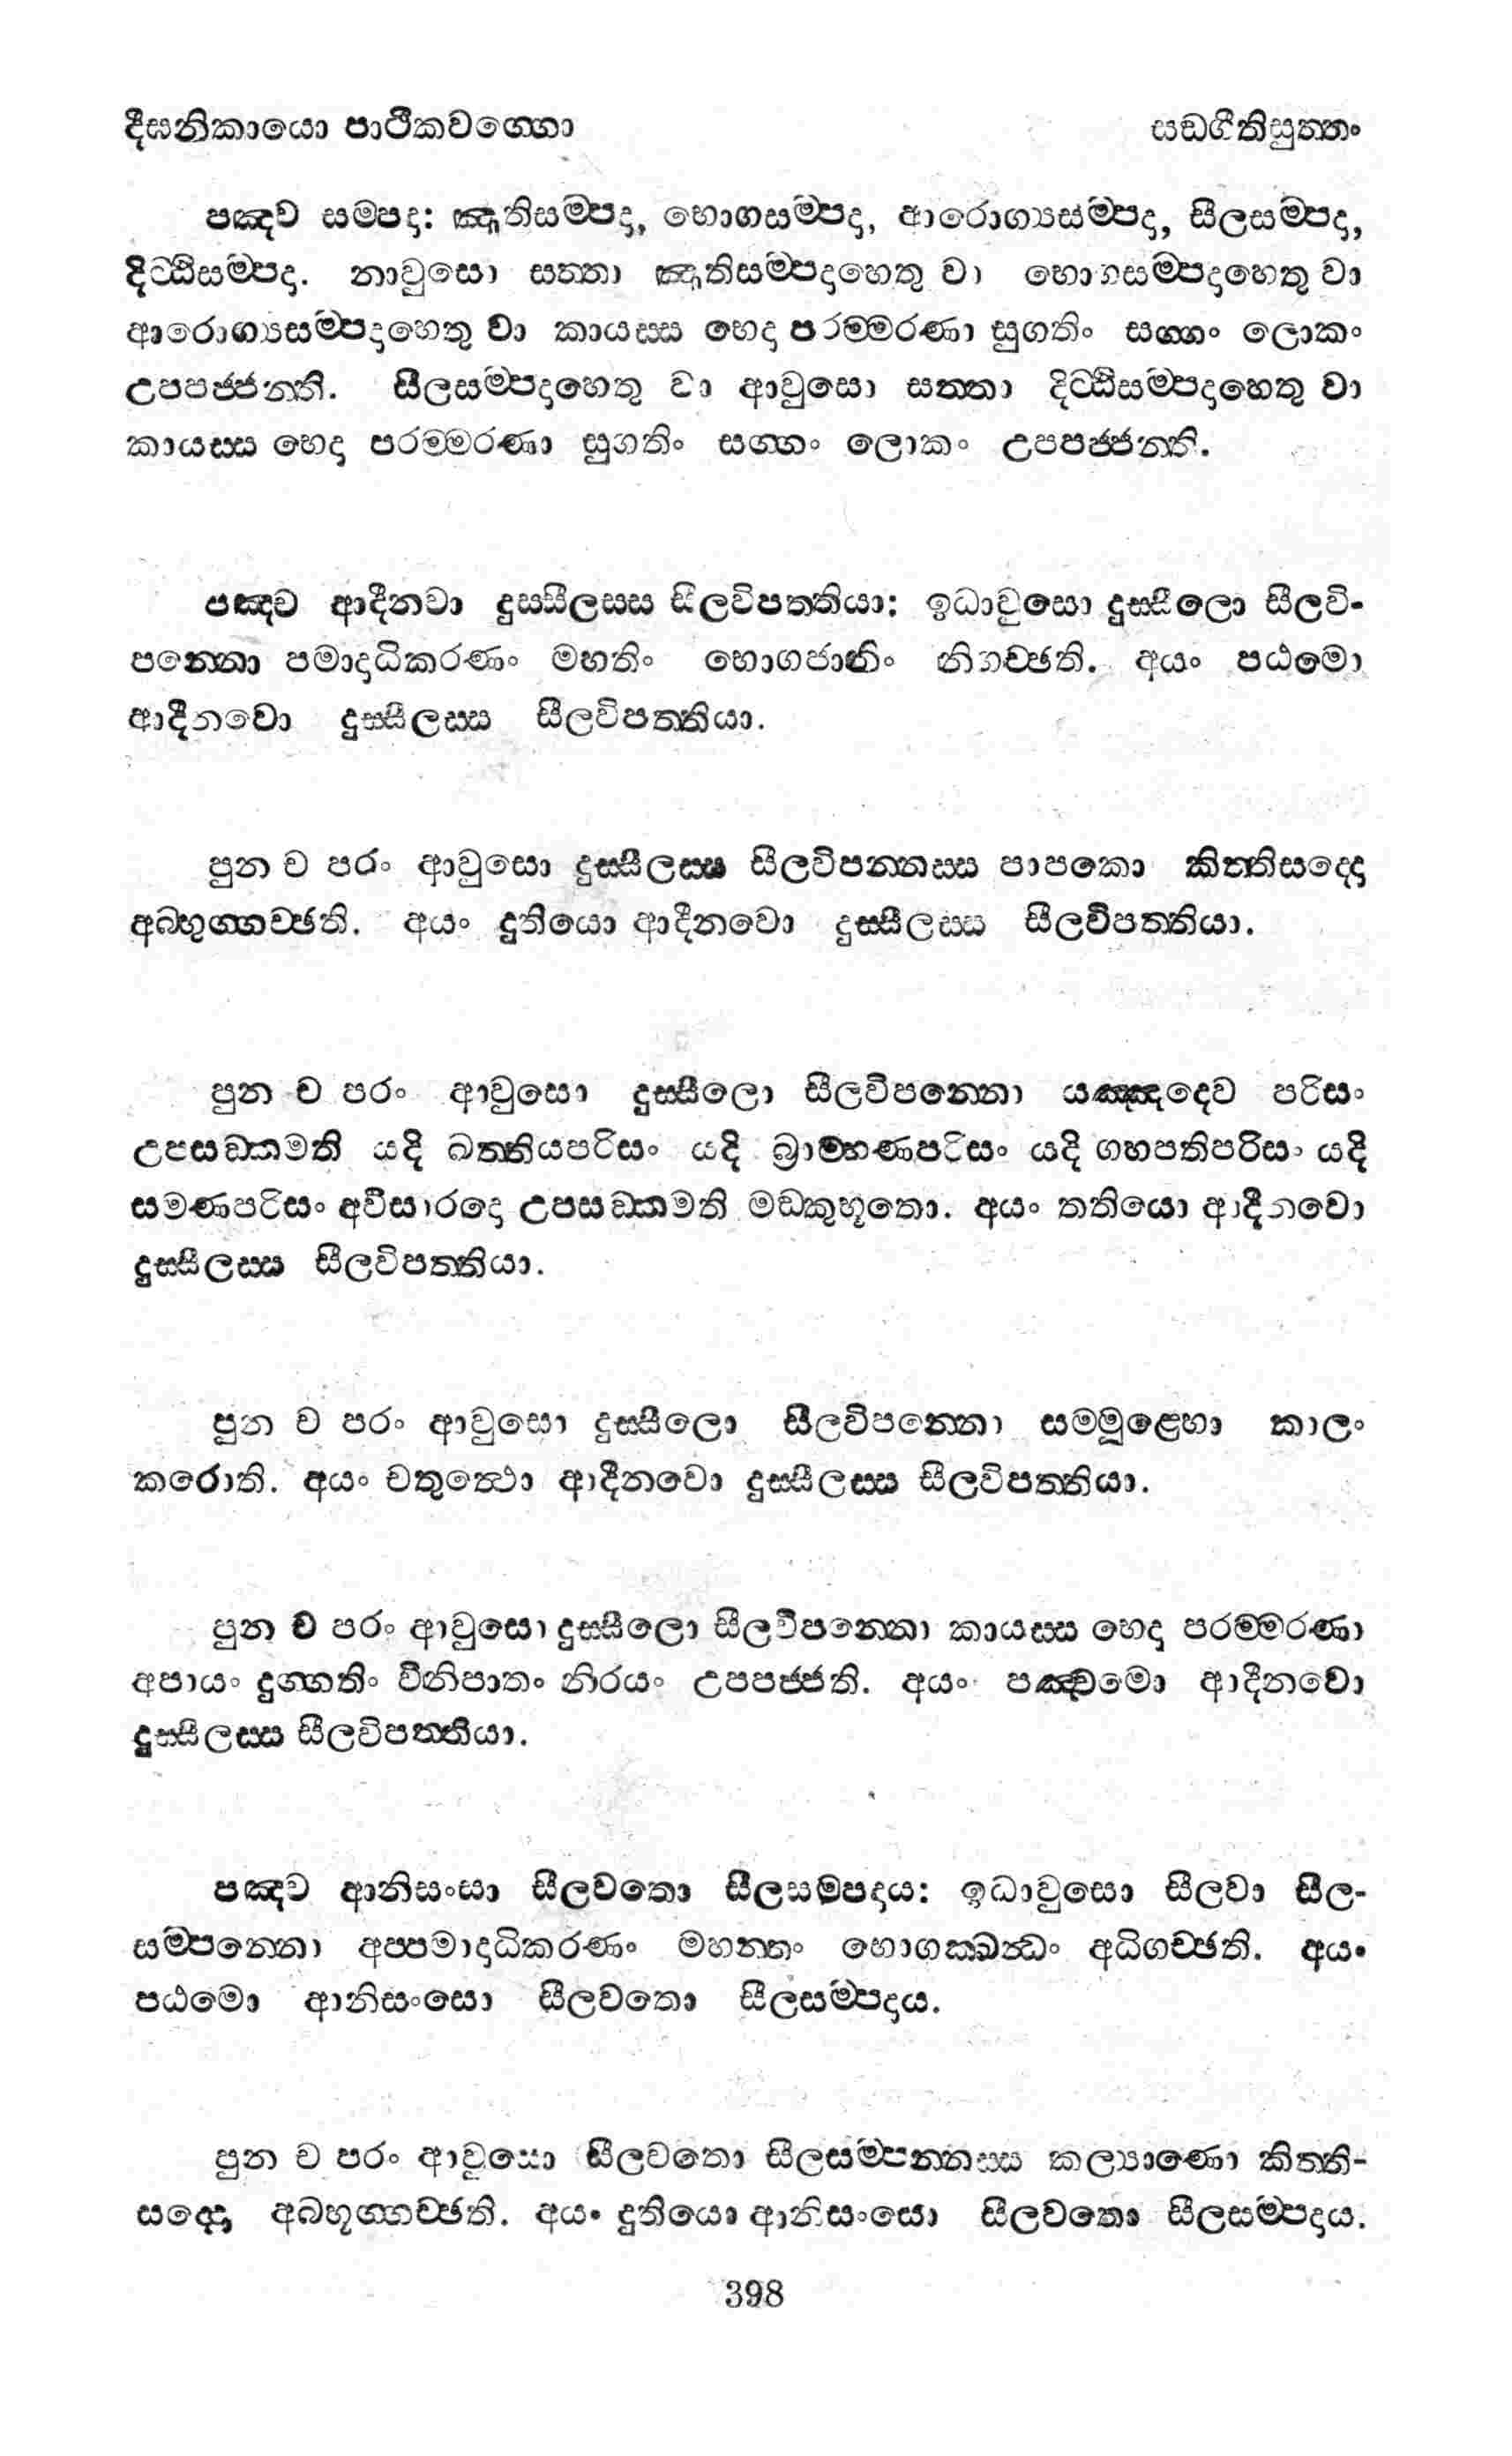 දීඝනිකායො පාථිකවග්ගො සඞගීතිසුත්තං
පඤ්ච සම්පදා: ඤාතිසම්පදා, භොගසම්පදා, ආරොග්‍යසම්පදා, සීලසම්පදා,
දිට්ඨිසම්පදා. නාවුසො සත්තා ඤාතිසම්පදාහෙතු වා භොගසම්පදාහෙතු වා
ආරොග්‍යසම්පදාහෙතු වා කායස්ස භෙදා පරම්මරණා සුගතිං සග්ගං ලොකං
උපපජ්ජන්ති. සීලසම්පදාහෙතු වා ආවුසො සත්තා දිට්ඨිසම්පදාහෙතු වා
කායස්ස භෙදා පරම්මරණා සුගතිං සග්ගං ලොකං උපපජ්ජන්ති.
පඤ්ච ආදීනවා දුස්සීලස්ස සීලවිපත්තියා: ඉධාවුසො දුස්සීලො සීලවි-
පන්නො පමාදාධිකරණං මහතිං භොගජානිං නිගච්ඡති. අයං පඨමො
ආදීනවො දුස්සීලස්ස සීලවිපත්තියා.
පුන ච පරං ආවුසො දුස්සීලස්ස සීලවිපන්නස්ස පාපකො කිත්තිසද්දො
අබ්භුග්ගච්ඡති. අයං දුතියො ආදීනවො දුස්සීලස්ස සීලවිපත්තියා.
පුන ච පරං ආවුසො දුස්සීලො සීලවිපන්නො යඤ්ඤදෙව පරිසං
උපසඞ්කමති යදි ඛත්තියපරිසං යදි බ්‍රාම්හණපරිසං යදි ගහපතිපරිසං යදි
සමණපරිසං අවිසාරදො උපසඞ්කමති මඞ්කුභූතො. අයං තතියො ආදීනවො
දුස්සීලස්ස සීලවිපත්තියා.
පුන ච පරං ආවුසො දුස්සීලො සීලවිපන්නො සම්මූළ්හො කාලං
කරොති. අයං චතුත්ථො ආදීනවො දුස්සීලස්ස සීලවිපත්තියා.
පුන ච පරං ආවුසො දුස්සීලො සීලවිපන්නො කායස්ස භෙදා පරම්මරණා
අපායං දුග්ගතිං විනිපාතං නිරයං උපපජ්ජති. අයං පඤ්චමො ආදීනවො
දුස්සීලස්ස සීලවිපත්තියා.
පඤ්ච ආනිසංසා සීලවතො සීලසම්පදාය: ඉධාවුසො සීලවා සීල-
සම්පන්නො අප්පමාදාධිකරණං මහන්තං භොගක්ඛන්ධං අධිගච්ඡති. අයං
පඨමො ආනිසංසො සීලවතො සීලසම්පදාය.
පුන ච පරං ආවුසො සීලවතො සීලසම්පන්නස්ස කල්‍යාණො කිත්ති-
සද්දො අබ්භූග්ගච්ඡති. අයං දුතියො ආනිසංසො සීලවතො සීලසම්පදාය.
398